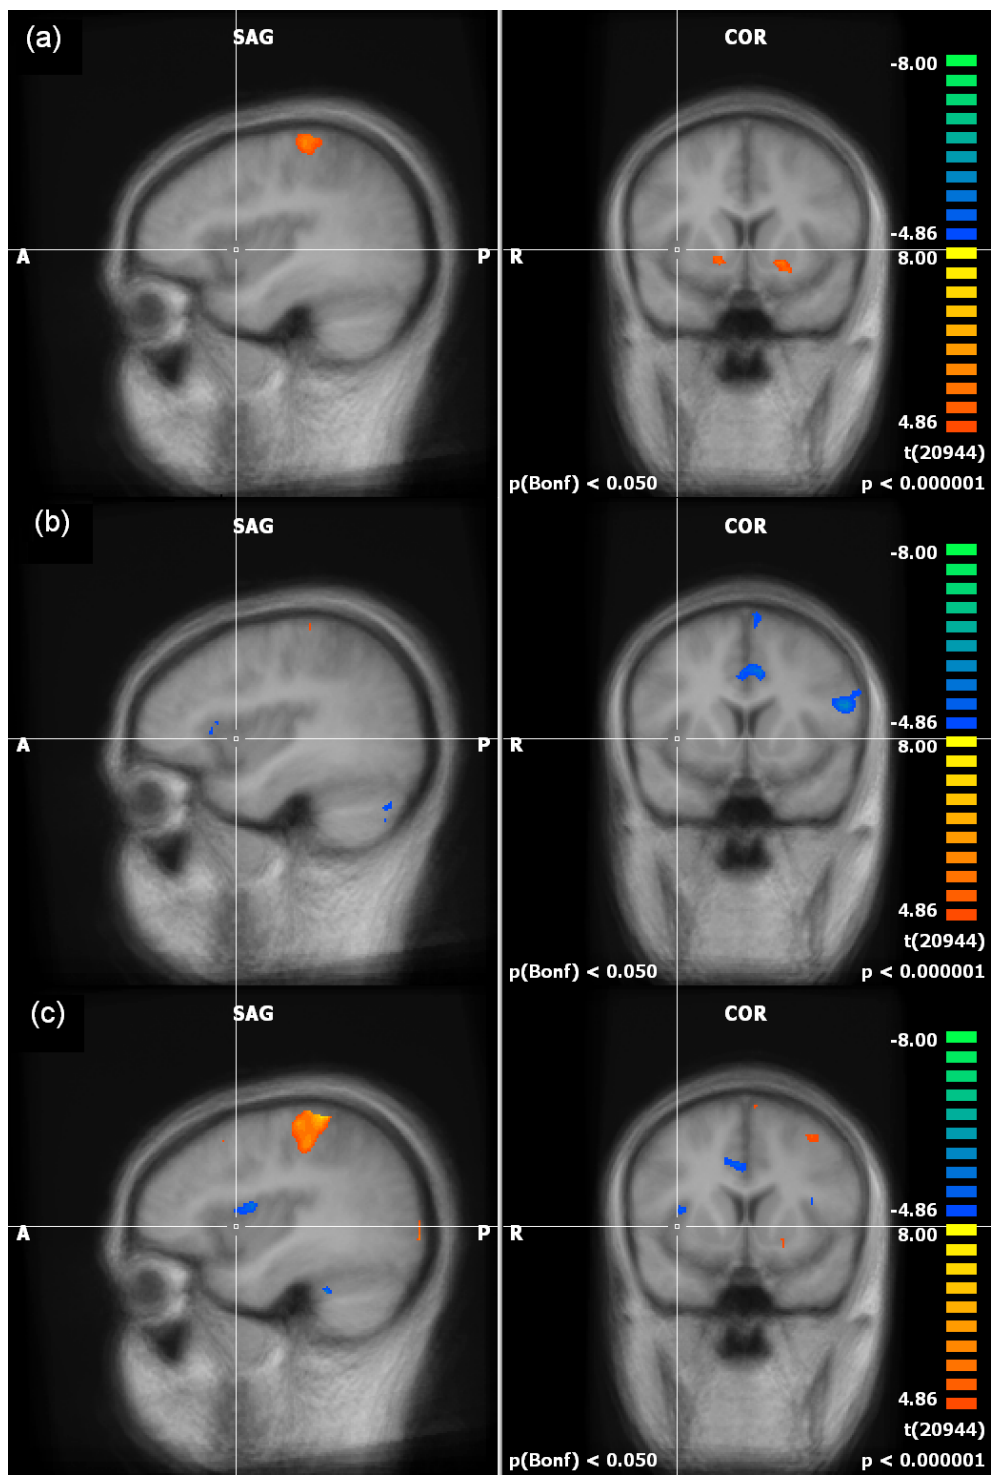 (a)
SAG
COR
-8.00
-4.86
A
P
R
8.00
4.86
t(20944)
p(Bonf) < 0.050
p < 0.000001
(b)
SAG
COR
-8.00
-4.86
A
P
R
8.00
4.86
t(20944)
p(Bonf) < 0.050
p < 0.000001
(c)
SAG
COR
-8.00
-4.86
A
P
R
8.00
4.86
t(20944)
p(Bonf) < 0.050
p < 0.000001